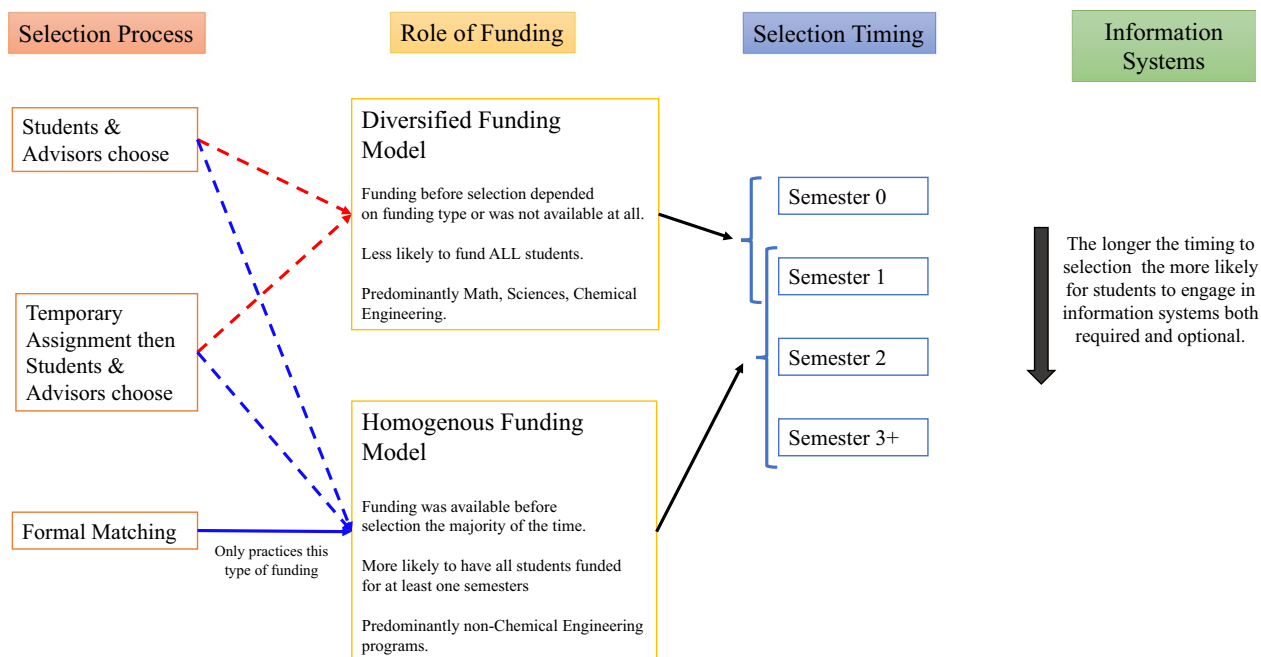 Selection Process
Role of Funding
Selection Timing
Information
Systems
Students &
Advisors choose
Temporary
Assignment then
Students &
Advisors choose
Formal Matching
Only practices this
type of funding
Diversified Funding
Model
Funding before selection depended
on funding type or was not available at all.
Less likely to fund ALL students.
Predominantly Math, Sciences, Chemical
Engineering.
Homogenous Funding
Model
Funding was available before
selection the majority of the time.
More likely to have all students funded
for at least one semesters
Predominantly non-Chemical Engineering
programs.
Semester 0
Semester 1
Semester 2
Semester 3+
The longer the timing to
selection the more likely
for students to engage in
information systems both
required and optional.